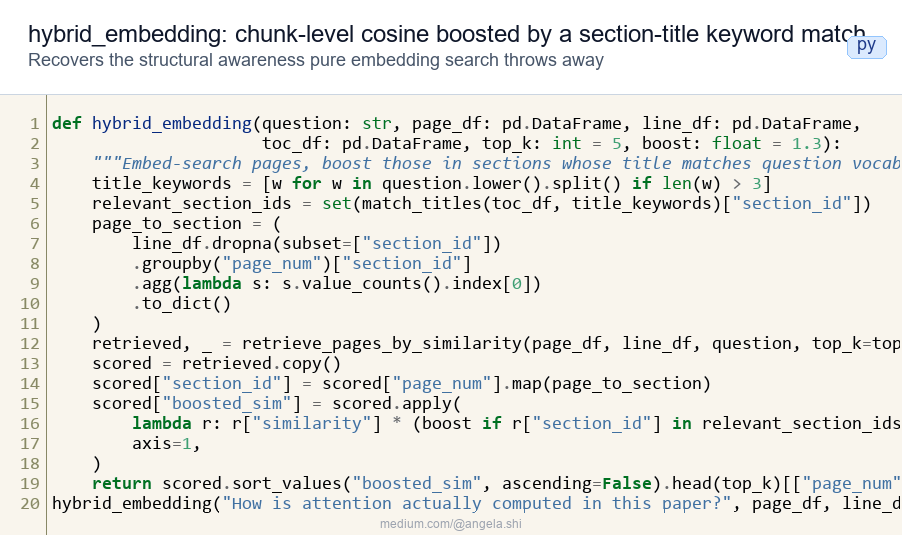 hybrid_embedding: chunk-level cosine boosted by a section-title keyword match
py
Recovers the structural awareness pure embedding search throws away
1 def hybrid_embedding(question: str, page_df: pd.DataFrame, line_df: pd.DataFrame,
2                      toc_df: pd.DataFrame, top_k: int = 5, boost: float = 1.3):
3     """Embed-search pages, boost those in sections whose title matches question vocab
4     title_keywords = [w for w in question.lower().split() if len(w) > 3]
5     relevant_section_ids = set(match_titles(toc_df, title_keywords)["section_id"])
6     page_to_section = (
7         line_df.dropna(subset=["section_id"])
8         .groupby("page_num")["section_id"]
9         .agg(lambda s: s.value_counts().index[0])
10         .to_dict()
11     )
12     retrieved, _ = retrieve_pages_by_similarity(page_df, line_df, question, top_k=top
13     scored = retrieved.copy()
14     scored["section_id"] = scored["page_num"].map(page_to_section)
15     scored["boosted_sim"] = scored.apply(
16         lambda r: r["similarity"] * (boost if r["section_id"] in relevant_section_ids
17         axis=1,
18     )
19     return scored.sort_values("boosted_sim", ascending=False).head(top_k)[["page_num"
20 hybrid_embedding("How is attention actually computed in this paper?", page_df, line_d
medium.com/@angela.shi